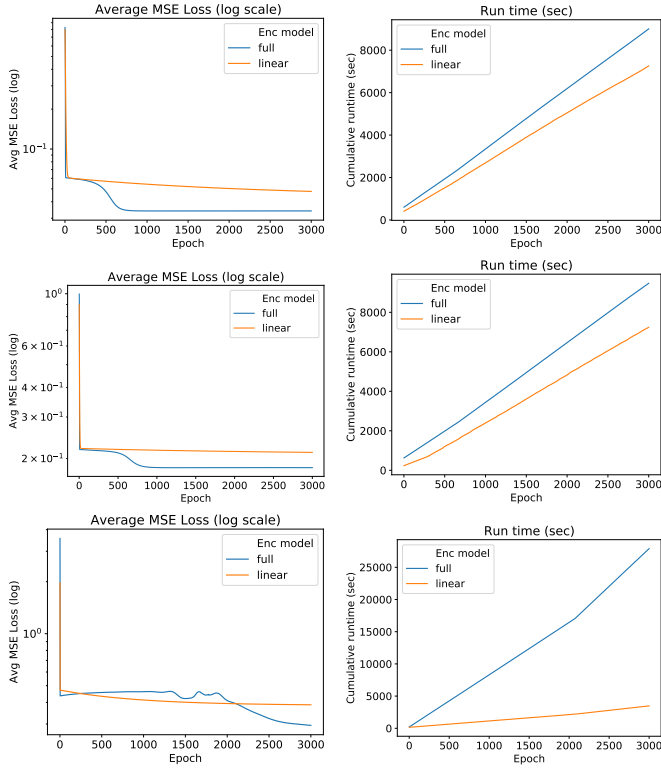 Average MSE Loss (log scale)
Avg MSE Loss (log)
10⁻¹
Enc model
full
linear
0 500 1000 1500 2000 2500 3000
Epoch
Run time (sec)
Cumulative runtime (sec)
8000
6000
4000
2000
0
Enc model
full
linear
0 500 1000 1500 2000 2500 3000
Epoch
Average MSE Loss (log scale)
Avg MSE Loss (log)
10⁰
6 × 10⁻¹
4 × 10⁻¹
3 × 10⁻¹
2 × 10⁻¹
Enc model
full
linear
0 500 1000 1500 2000 2500 3000
Epoch
Run time (sec)
Cumulative runtime (sec)
8000
6000
4000
2000
0
Enc model
full
linear
0 500 1000 1500 2000 2500 3000
Epoch
Average MSE Loss (log scale)
Avg MSE Loss (log)
10⁰
Enc model
full
linear
0 500 1000 1500 2000 2500 3000
Epoch
Run time (sec)
Cumulative runtime (sec)
25000
20000
15000
10000
5000
0
Enc model
full
linear
0 500 1000 1500 2000 2500 3000
Epoch